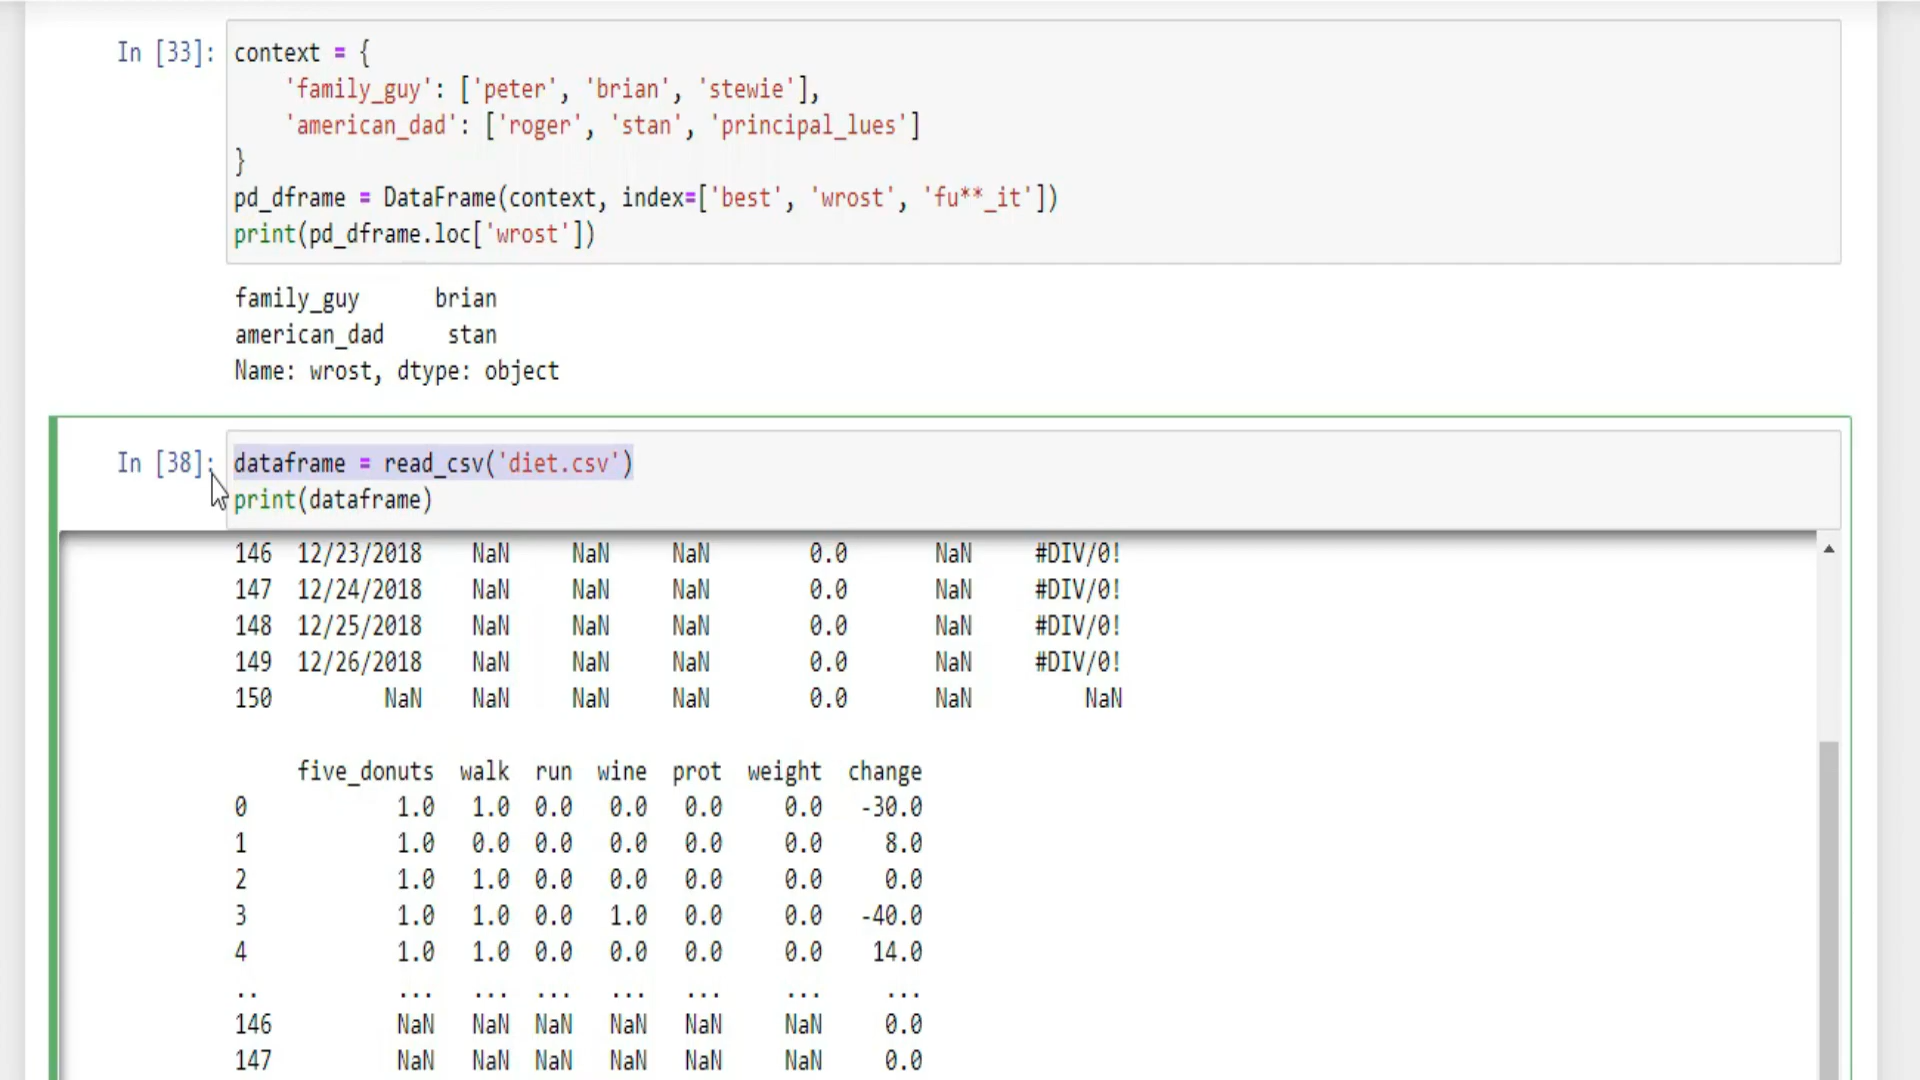 In [33]: context = {
'family_guy': ['peter', 'brian', 'stewie'],
'american_dad': ['roger', 'stan', 'principal_lues']
}
pd_dframe = DataFrame(context, index=['best', 'wrost', 'fu**_it'])
print(pd_dframe.loc['wrost'])
family_guy brian
american_dad stan
Name: wrost, dtype: object
In [38]: dataframe = read_csv('diet.csv')
print(dataframe)
146 12/23/2018 NaN NaN NaN 0.0 NaN #DIV/0!
147 12/24/2018 NaN NaN NaN 0.0 NaN #DIV/0!
148 12/25/2018 NaN NaN NaN 0.0 NaN #DIV/0!
149 12/26/2018 NaN NaN NaN 0.0 NaN #DIV/0!
150 NaN NaN NaN NaN 0.0 NaN NaN
five_donuts walk run wine prot weight change
0 1.0 1.0 0.0 0.0 0.0 0.0 -30.0
1 1.0 0.0 0.0 0.0 0.0 0.0 8.0
2 1.0 1.0 0.0 0.0 0.0 0.0 0.0
3 1.0 1.0 0.0 1.0 0.0 0.0 -40.0
4 1.0 1.0 0.0 0.0 0.0 0.0 14.0
.. ... ... ... ... ... ... ...
146 NaN NaN NaN NaN NaN NaN 0.0
147 NaN NaN NaN NaN NaN NaN 0.0